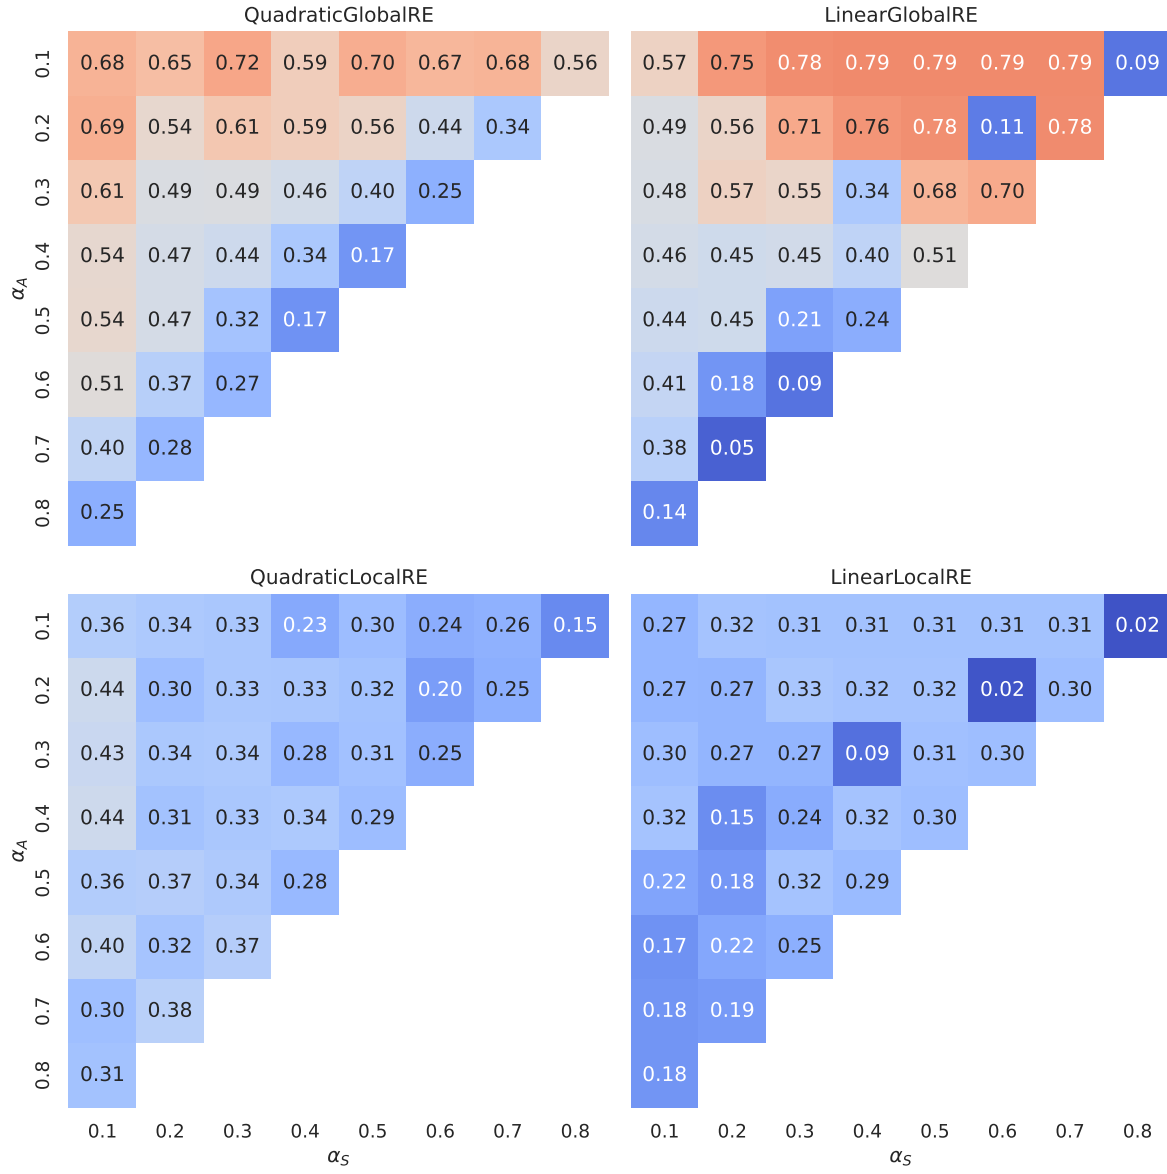 QuadraticGlobalRE
LinearGlobalRE
0.1 0.68 0.65 0.72 0.59 0.70 0.67 0.68 0.56 0.57 0.75 0.78 0.79 0.79 0.79 0.79 0.09
0.2 0.69 0.54 0.61 0.59 0.56 0.44 0.34 0.49 0.56 0.71 0.76 0.78 0.11 0.78
0.3 0.61 0.49 0.49 0.46 0.40 0.25 0.48 0.57 0.55 0.34 0.68 0.70
0.4 0.54 0.47 0.44 0.34 0.17 0.46 0.45 0.45 0.40 0.51
α_A
0.5 0.54 0.47 0.32 0.17 0.44 0.45 0.21 0.24
0.6 0.51 0.37 0.27 0.41 0.18 0.09
0.7 0.40 0.28 0.38 0.05
0.8 0.25 0.14
QuadraticLocalRE
LinearLocalRE
0.1 0.36 0.34 0.33 0.23 0.30 0.24 0.26 0.15 0.27 0.32 0.31 0.31 0.31 0.31 0.31 0.02
0.2 0.44 0.30 0.33 0.33 0.32 0.20 0.25 0.27 0.27 0.33 0.32 0.32 0.02 0.30
0.3 0.43 0.34 0.34 0.28 0.31 0.25 0.30 0.27 0.27 0.09 0.31 0.30
0.4 0.44 0.31 0.33 0.34 0.29 0.32 0.15 0.24 0.32 0.30
α_A
0.5 0.36 0.37 0.34 0.28 0.22 0.18 0.32 0.29
0.6 0.40 0.32 0.37 0.17 0.22 0.25
0.7 0.30 0.38 0.18 0.19
0.8 0.31 0.18
0.1 0.2 0.3 0.4 0.5 0.6 0.7 0.8 0.1 0.2 0.3 0.4 0.5 0.6 0.7 0.8
α_S
α_S